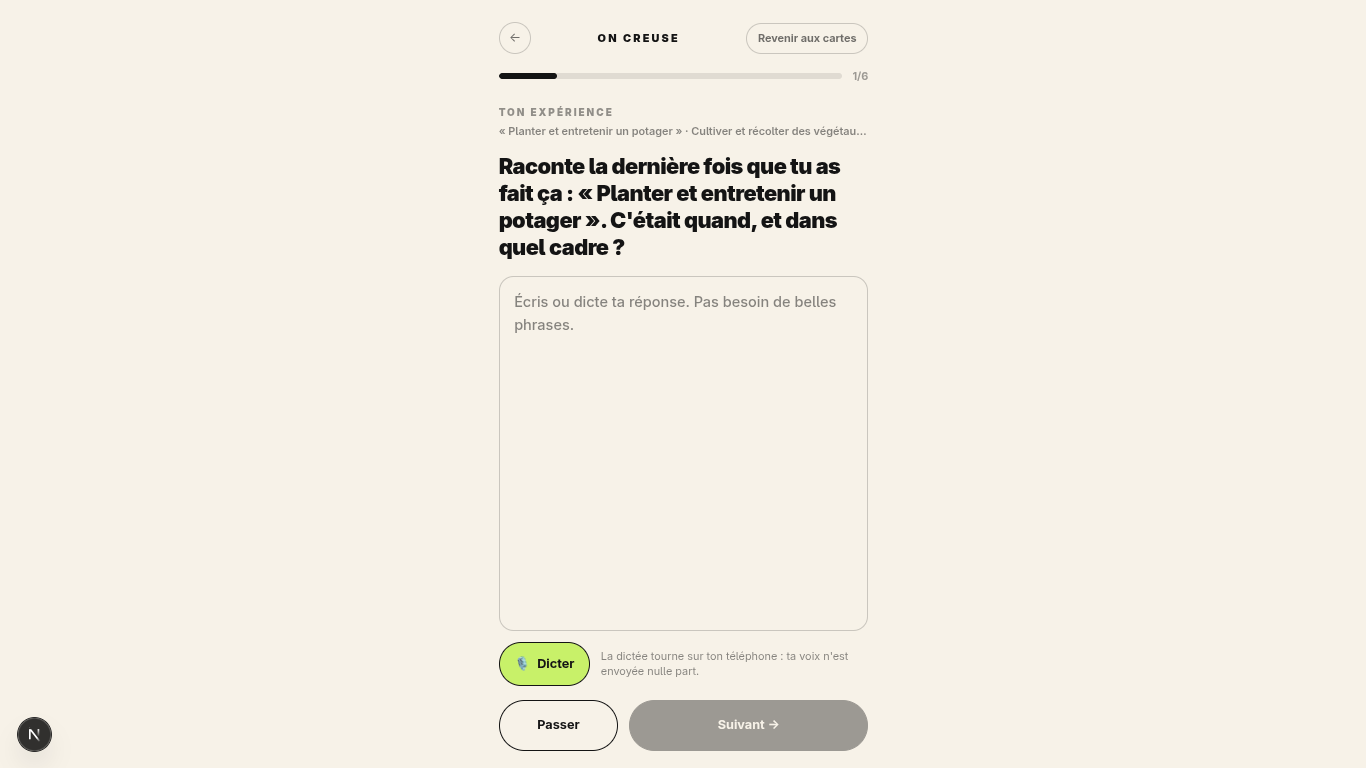 ←
ON CREUSE
Revenir aux cartes
1/6
TON EXPÉRIENCE
« Planter et entretenir un potager » · Cultiver et récolter des végétau…
Raconte la dernière fois que tu as
fait ça : « Planter et entretenir un
potager ». C'était quand, et dans
quel cadre ?
Écris ou dicte ta réponse. Pas besoin de belles
phrases.
Dicter
La dictée tourne sur ton téléphone : ta voix n'est
envoyée nulle part.
Passer
Suivant →
N